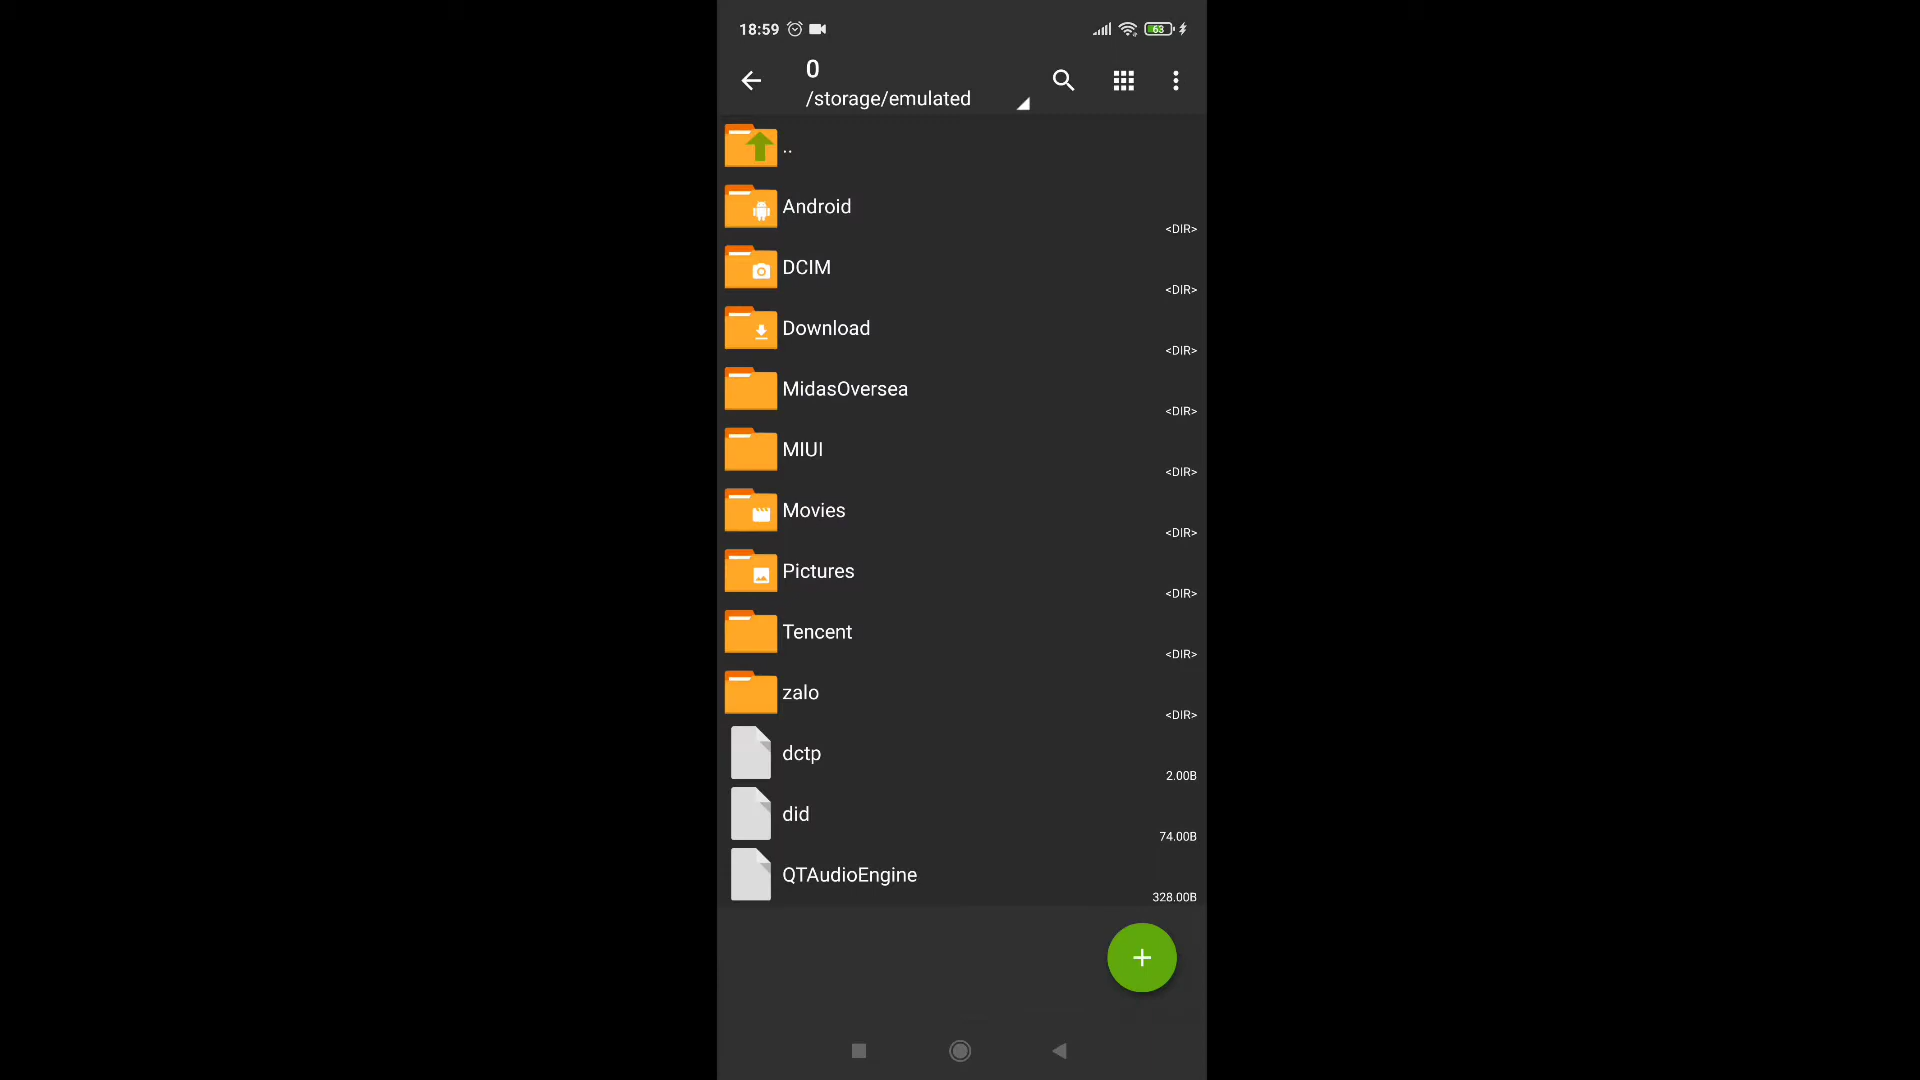 18:59
63
0
/storage/emulated
..
Android
<DIR>
DCIM
<DIR>
Download
<DIR>
MidasOversea
<DIR>
MIUI
<DIR>
Movies
<DIR>
Pictures
<DIR>
Tencent
<DIR>
zalo
<DIR>
dctp
2.00B
did
74.00B
QTAudioEngine
328.00B